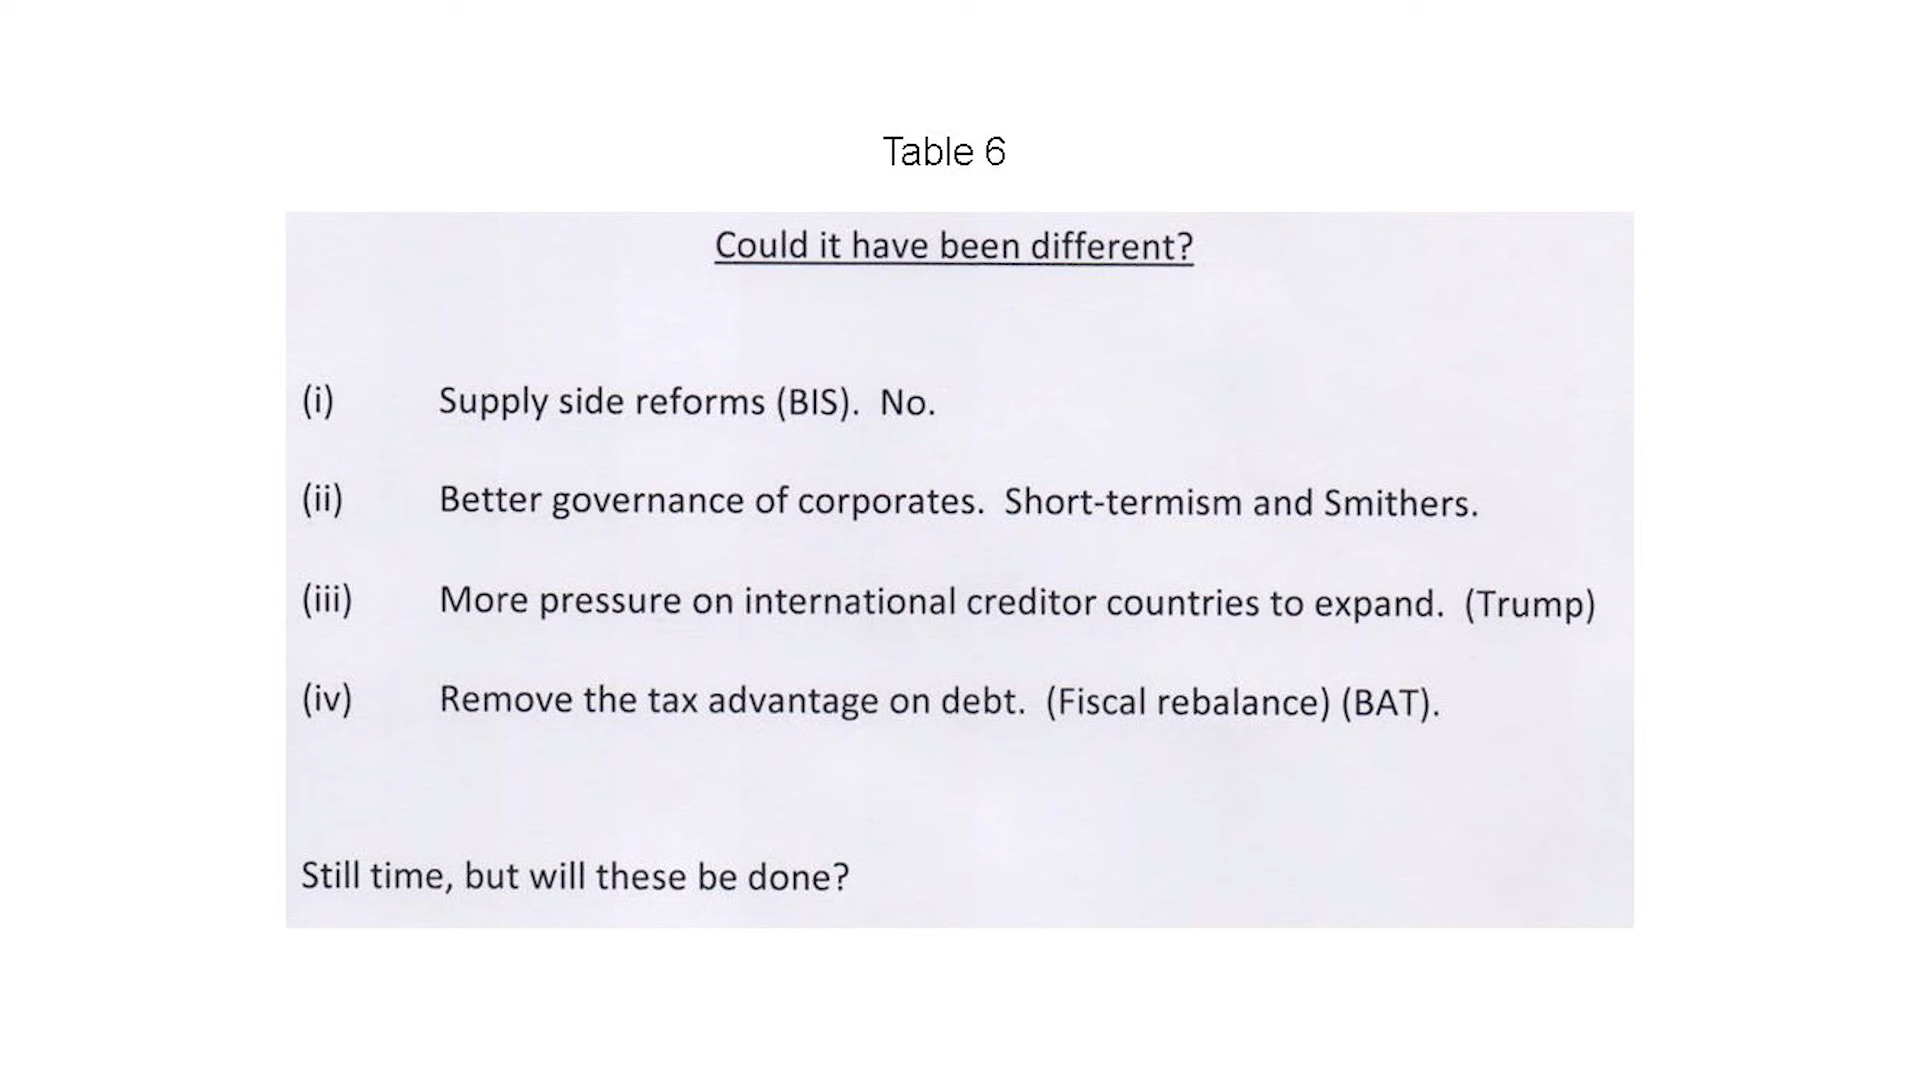 Table 6
Could it have been different?
(i) Supply side reforms (BIS). No.
(ii) Better governance of corporates. Short-termism and Smithers.
(iii) More pressure on international creditor countries to expand. (Trump)
(iv) Remove the tax advantage on debt. (Fiscal rebalance) (BAT).
Still time, but will these be done?